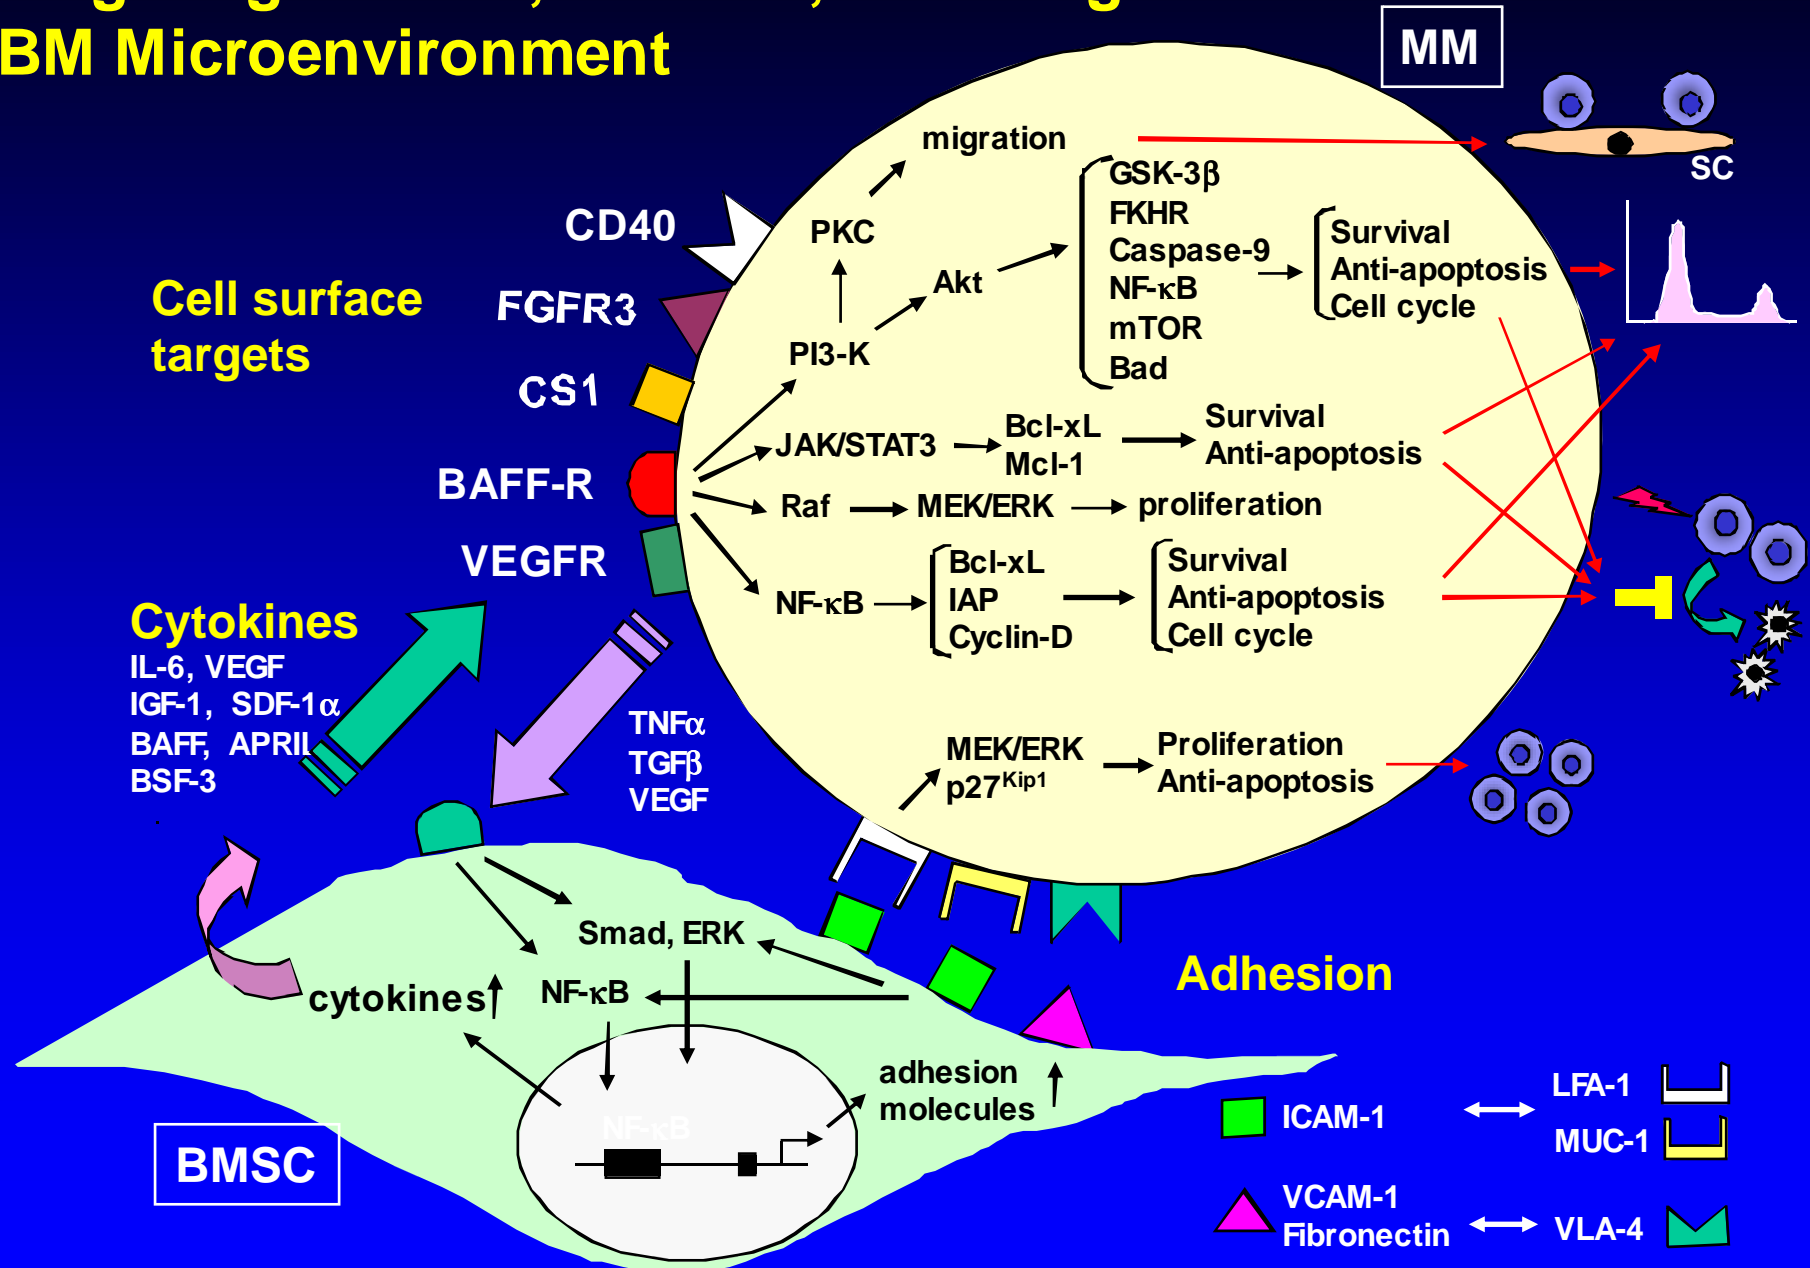 BM Microenvironment
MM
migration
SC
GSK-3β
FKHR
Caspase-9
NF-κB
mTOR
Bad
PKC
Akt
PI3-K
Survival
Anti-apoptosis
Cell cycle
CD40
FGFR3
CS1
BAFF-R
VEGFR
Cell surface
targets
JAK/STAT3
Bcl-xL
Mcl-1
Survival
Anti-apoptosis
Raf
MEK/ERK
proliferation
NF-κB
Bcl-xL
IAP
Cyclin-D
Survival
Anti-apoptosis
Cell cycle
Cytokines
IL-6, VEGF
IGF-1, SDF-1α
BAFF, APRIL
BSF-3
TNFα
TGFβ
VEGF
MEK/ERK
p27Kip1
Proliferation
Anti-apoptosis
Smad, ERK
NF-κB
cytokines
adhesion
molecules
NF-κB
BMSC
Adhesion
ICAM-1
LFA-1
MUC-1
VCAM-1
Fibronectin
VLA-4